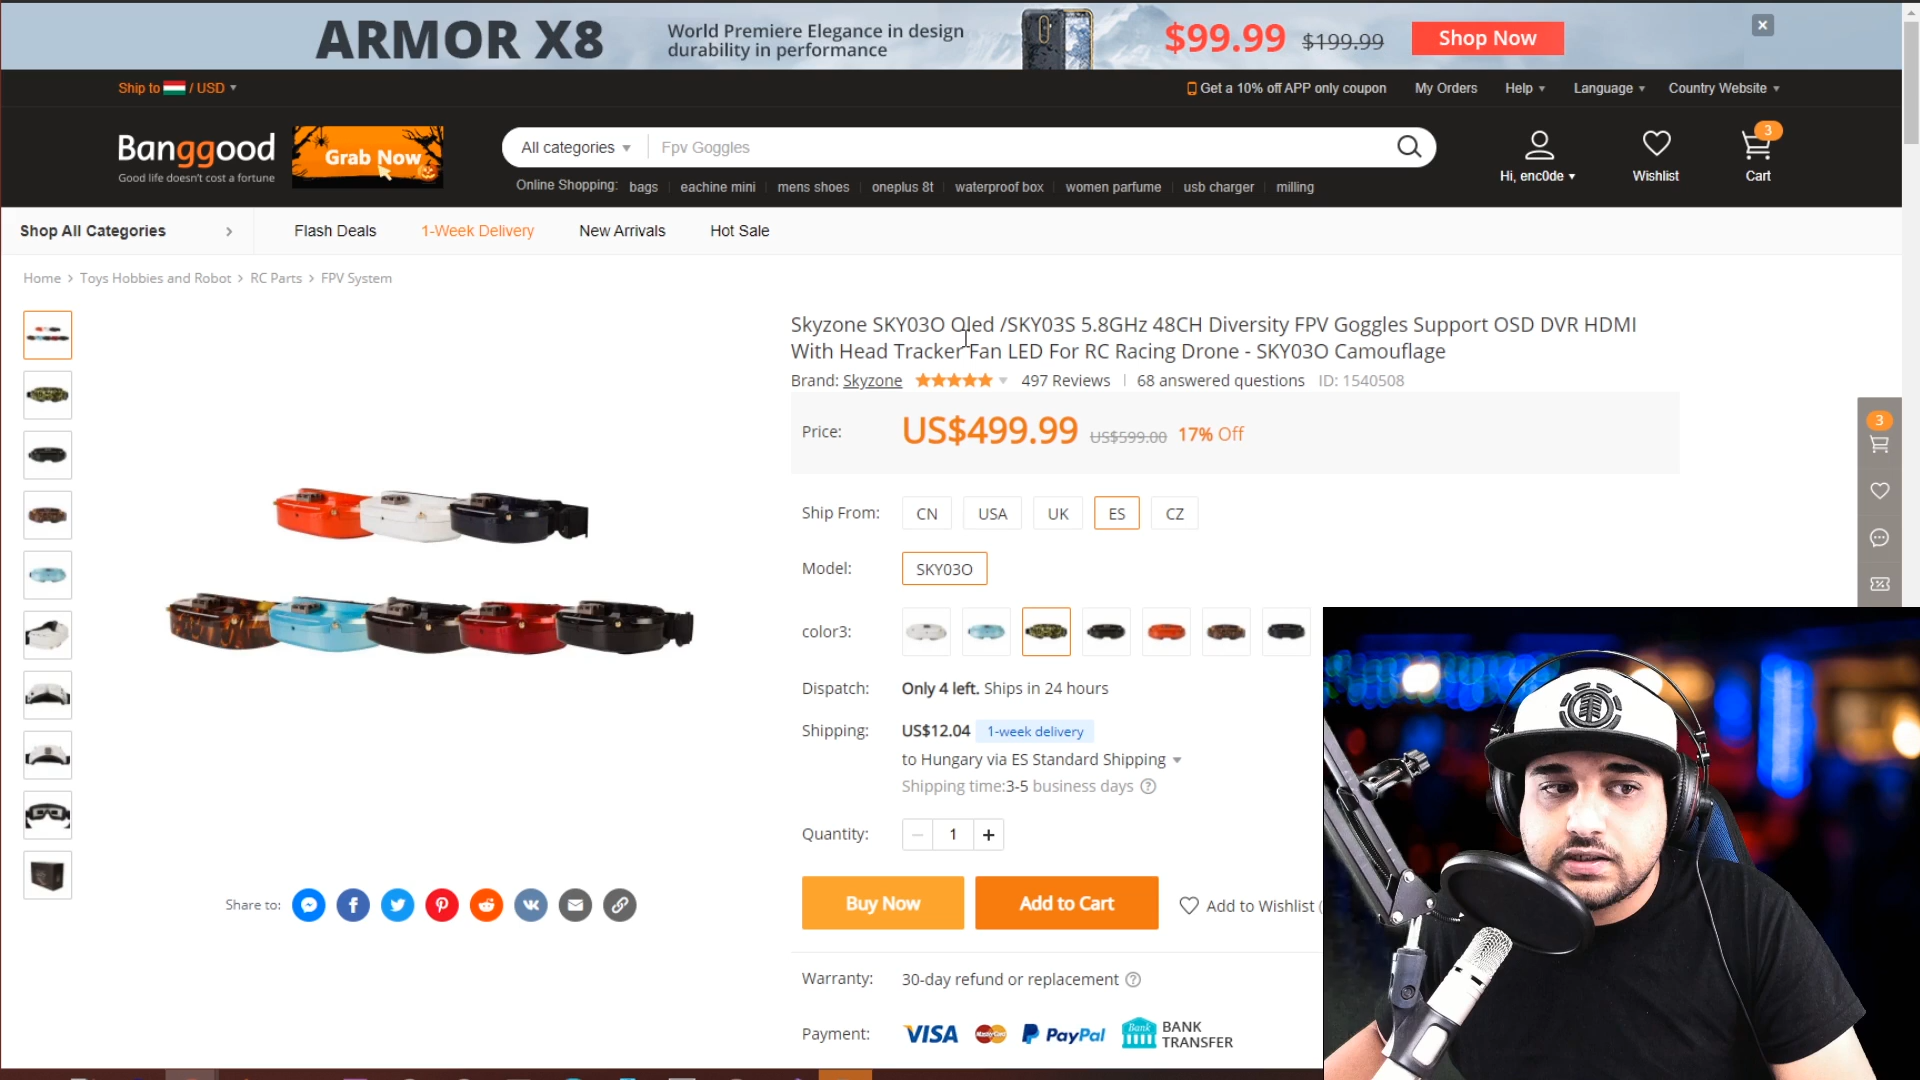 ARMOR X8
World Premiere Elegance in design
durability in performance
$99.99 $199.99
Shop Now
Ship to / USD
Get a 10% off APP only coupon
My Orders
Help
Language
Country Website
Banggood
Good life doesn't cost a fortune
Grab Now
All categories
Fpv Goggles
Online Shopping: bags eachine mini mens shoes oneplus 8t waterproof box women parfume usb charger milling
Hi, enc0de
Wishlist
3
Cart
Shop All Categories
Flash Deals
1-Week Delivery
New Arrivals
Hot Sale
Home > Toys Hobbies and Robot > RC Parts > FPV System
Skyzone SKY03O Oled /SKY03S 5.8GHz 48CH Diversity FPV Goggles Support OSD DVR HDMI
With Head Tracker Fan LED For RC Racing Drone - SKY03O Camouflage
Brand: Skyzone 497 Reviews 68 answered questions ID: 1540508
Price: US$499.99 US$599.00 17% Off
3
Ship From: CN USA UK ES CZ
Model: SKY03O
color3:
Dispatch: Only 4 left. Ships in 24 hours
Shipping: US$12.04 1-week delivery
to Hungary via ES Standard Shipping
Shipping time:3-5 business days
Quantity: 1 +
Buy Now
Add to Cart
Add to Wishlist (
Share to:
Warranty: 30-day refund or replacement
Payment: VISA MasterCard PayPal Bank BANK
TRANSFER